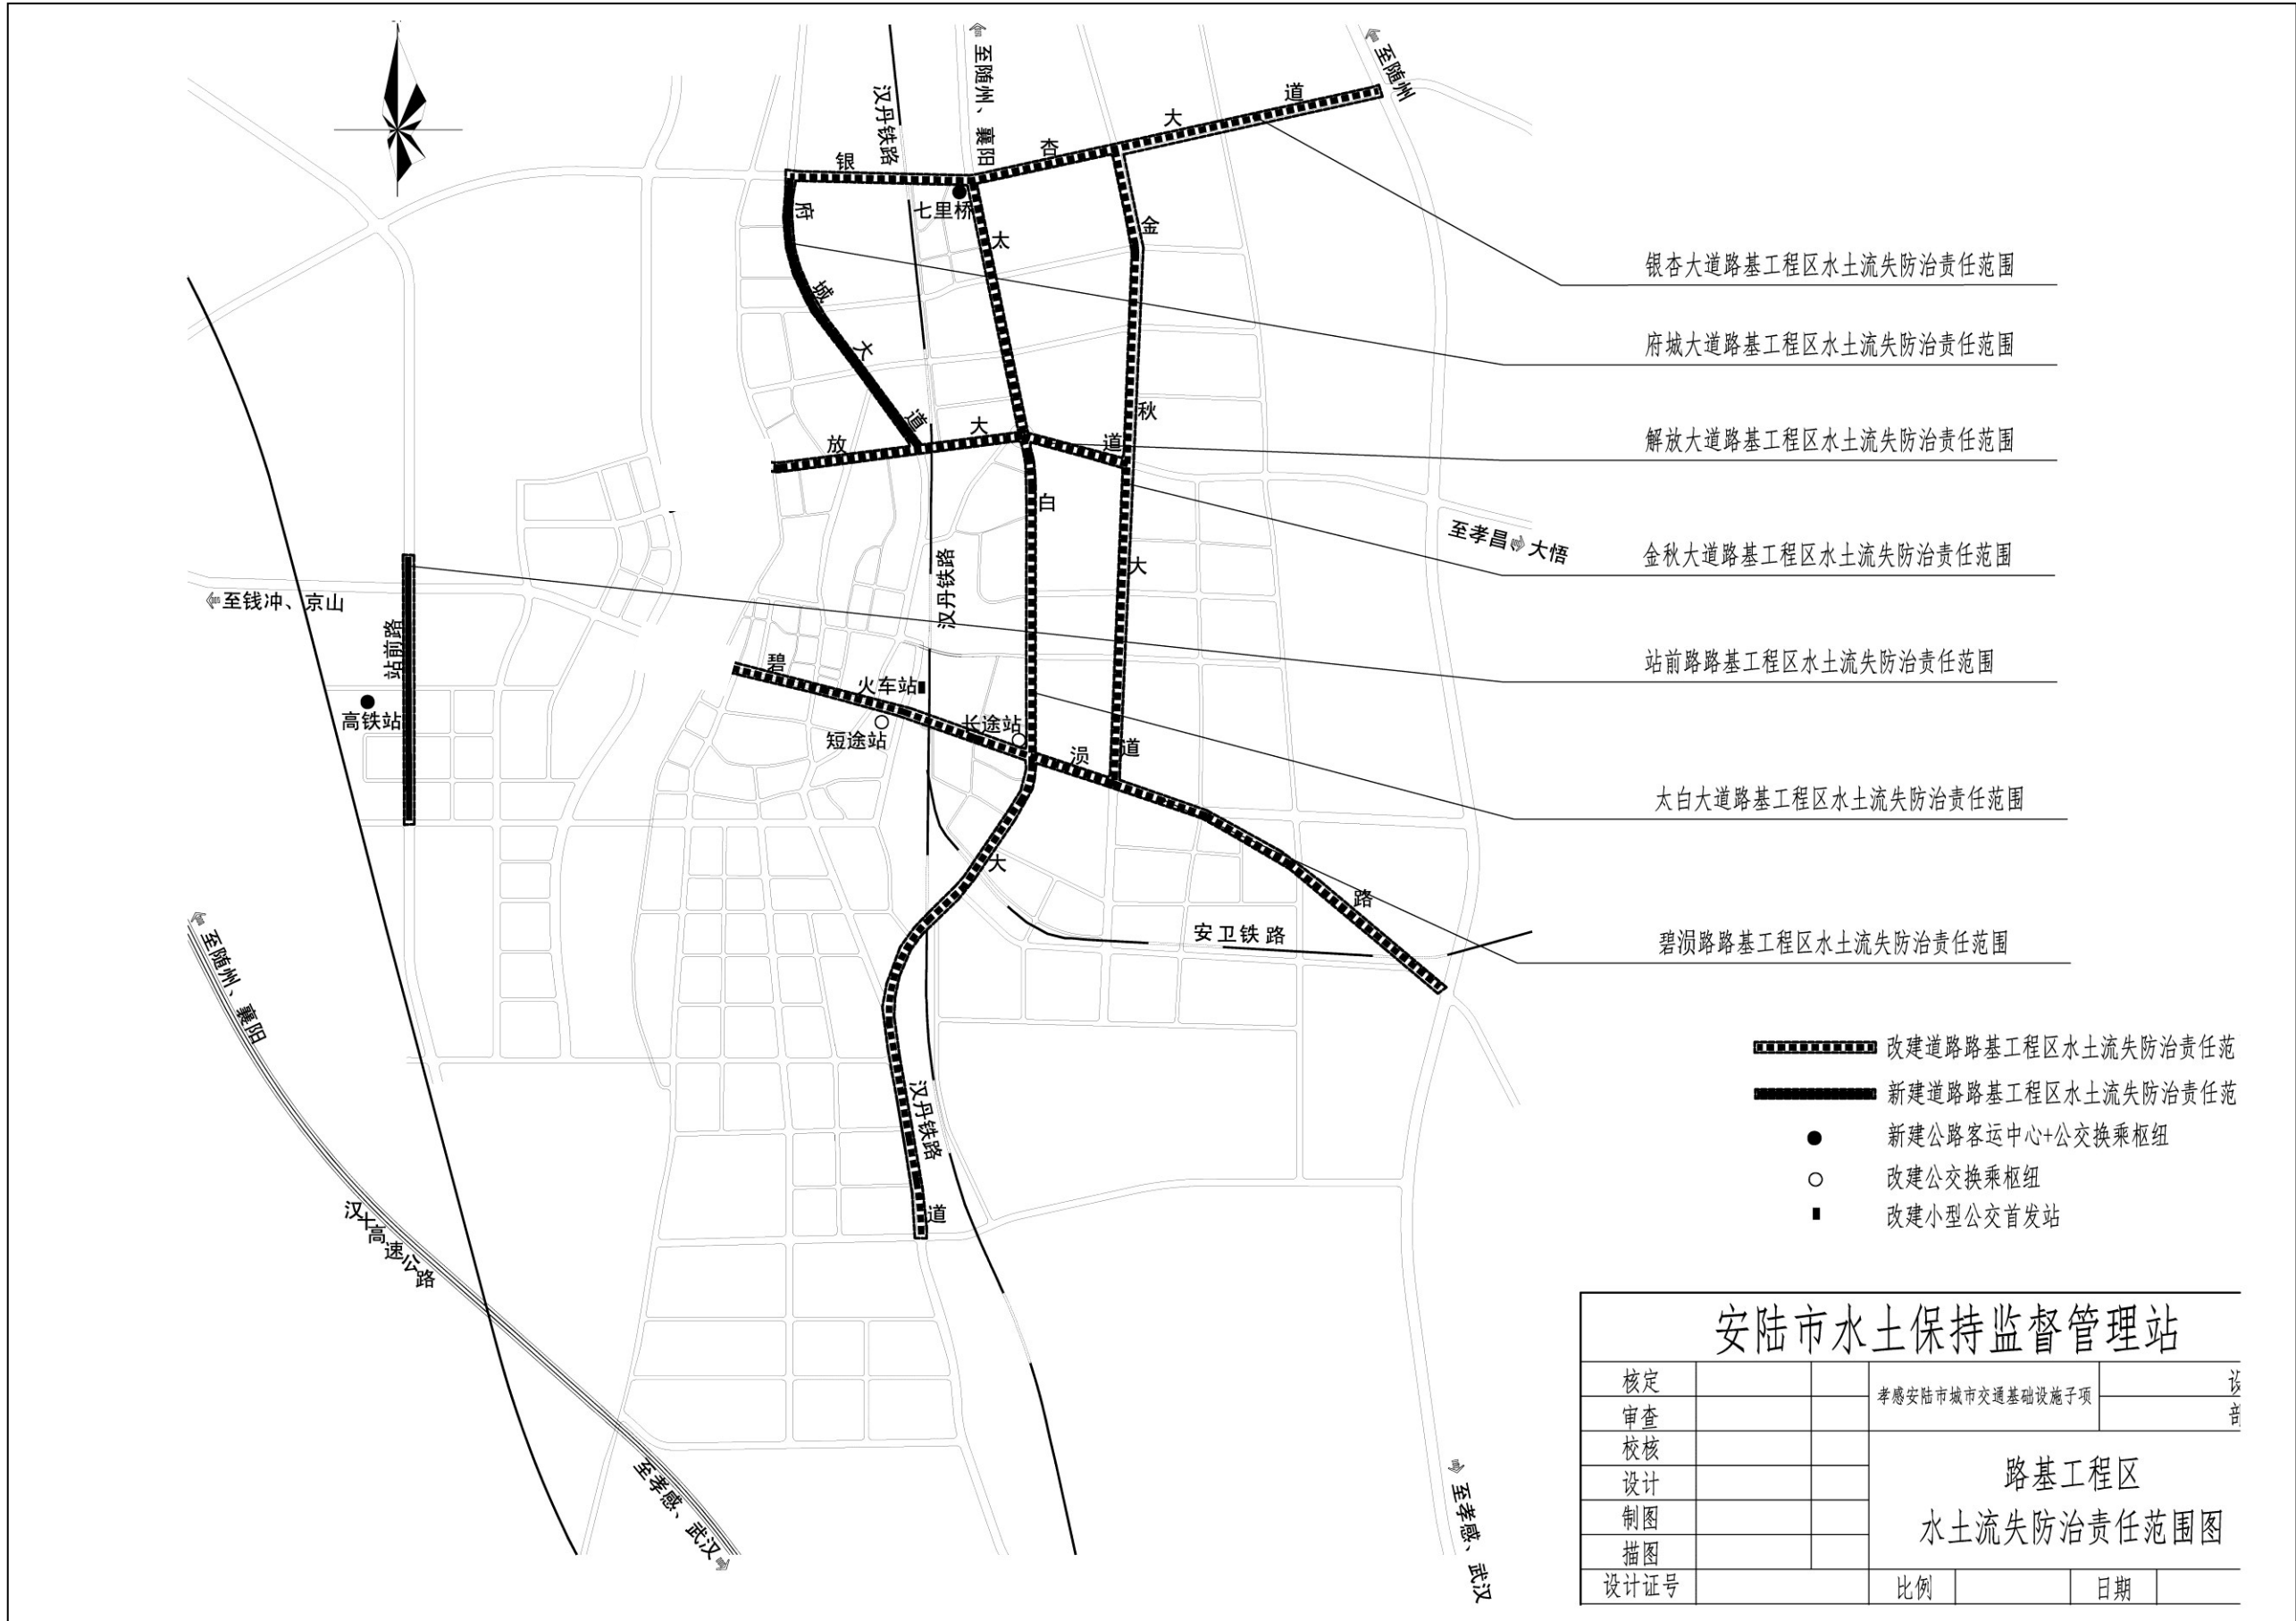 至随州、襄阳
至随州
汉丹铁路
银
杏
大
道
七里桥
府
城
大
道
太
金
秋
放
大
道
白
大
至孝昌
大悟
至钱冲、京山
站前路
高铁站
汉丹铁路
碧
火车站
短途站
长途站
涢
道
大
路
安卫铁路
至随州、襄阳
汉丹铁路
道
汉十高速公路
至孝感、武汉
至孝感、武汉
银杏大道路基工程区水土流失防治责任范围
府城大道路基工程区水土流失防治责任范围
解放大道路基工程区水土流失防治责任范围
金秋大道路基工程区水土流失防治责任范围
站前路路基工程区水土流失防治责任范围
太白大道路基工程区水土流失防治责任范围
碧涢路路基工程区水土流失防治责任范围
改建道路路基工程区水土流失防治责任范
新建道路路基工程区水土流失防治责任范
新建公路客运中心+公交换乘枢纽
改建公交换乘枢纽
改建小型公交首发站
安陆市水土保持监督管理站
核定
孝感安陆市城市交通基础设施子项
审查
校核
设计
制图
描图
路基工程区
水土流失防治责任范围图
设计证号
比例
日期